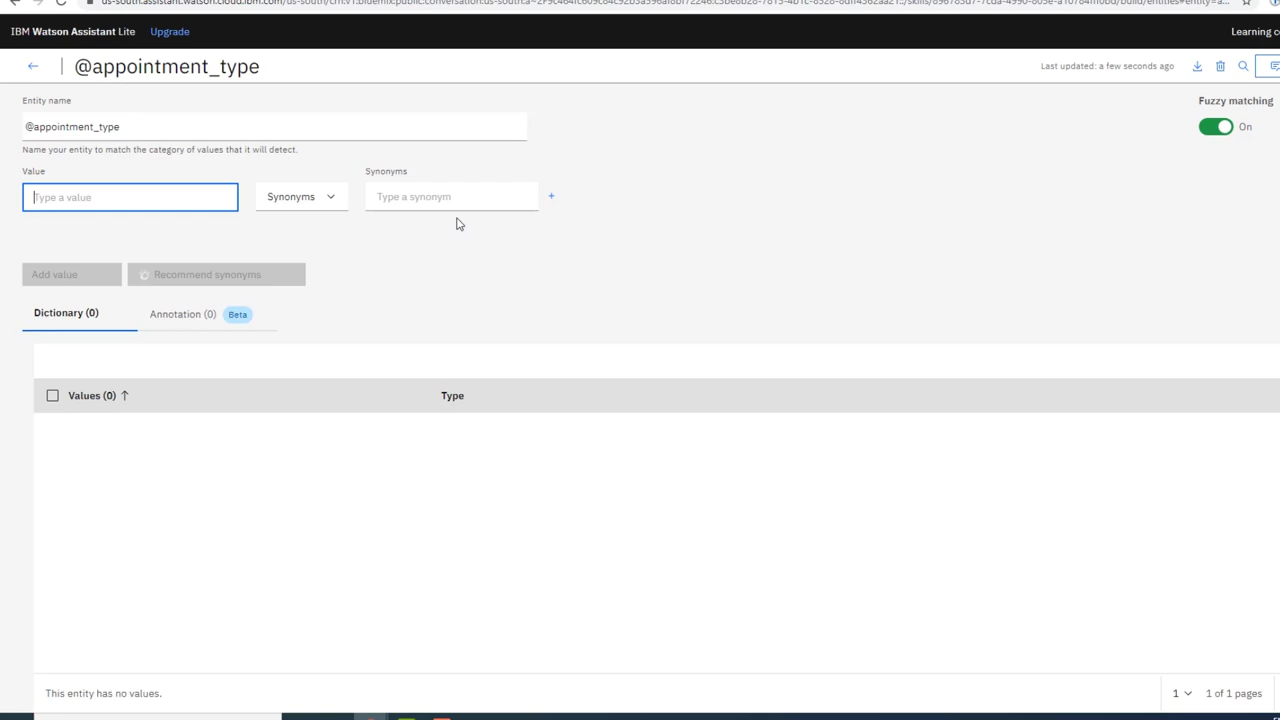 IBM Watson Assistant Lite Upgrade Learning
@appointment_type
Last updated: a few seconds ago
Entity name
Fuzzy matching
@appointment_type
On
Name your entity to match the category of values that it will detect.
Value Synonyms
Type a value Synonyms Type a synonym +
Add value Recommend synonyms
Dictionary (0) Annotation (0) Beta
Values (0) Type
This entity has no values. 1 1 of 1 pages